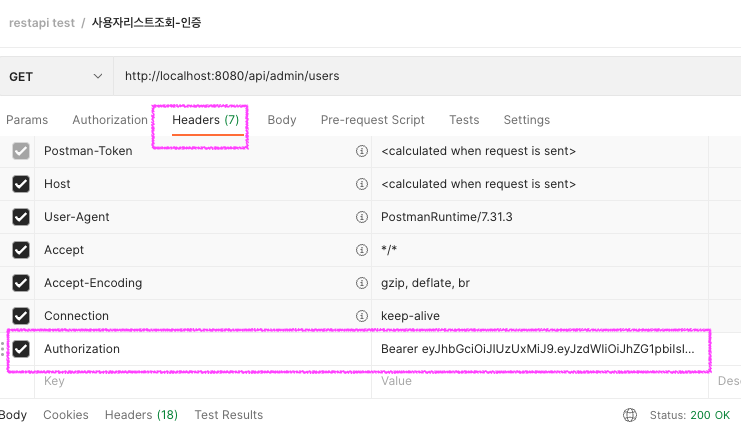 restapi test / 사용자리스트조회-인증
GET http://localhost:8080/api/admin/users
Params Authorization Headers (7) Body Pre-request Script Tests Settings
Postman-Token <calculated when request is sent>
Host <calculated when request is sent>
User-Agent PostmanRuntime/7.31.3
Accept */*
Accept-Encoding gzip, deflate, br
Connection keep-alive
Authorization Bearer eyJhbGciOiJIUzUxMiJ9.eyJzdWIiOiJhZG1pbiIsI...
Key Value Desc
Body Cookies Headers (18) Test Results Status: 200 OK